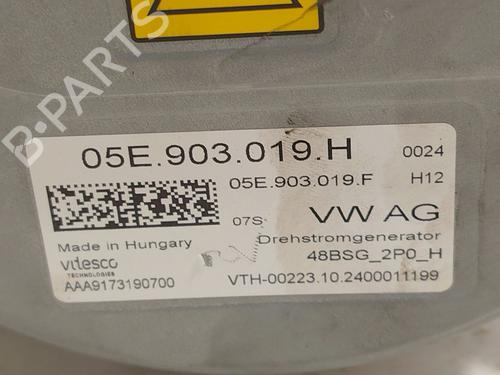 B-PARTS
05E.903.019.H 0024
05E.903.019.F H12
07S VW AG
Made in Hungary Drehstromgenerator
vitesco 48BSG_2P0_H
TECHNOLOGIES
AAA9173190700 VTH-00223.10.2400011199